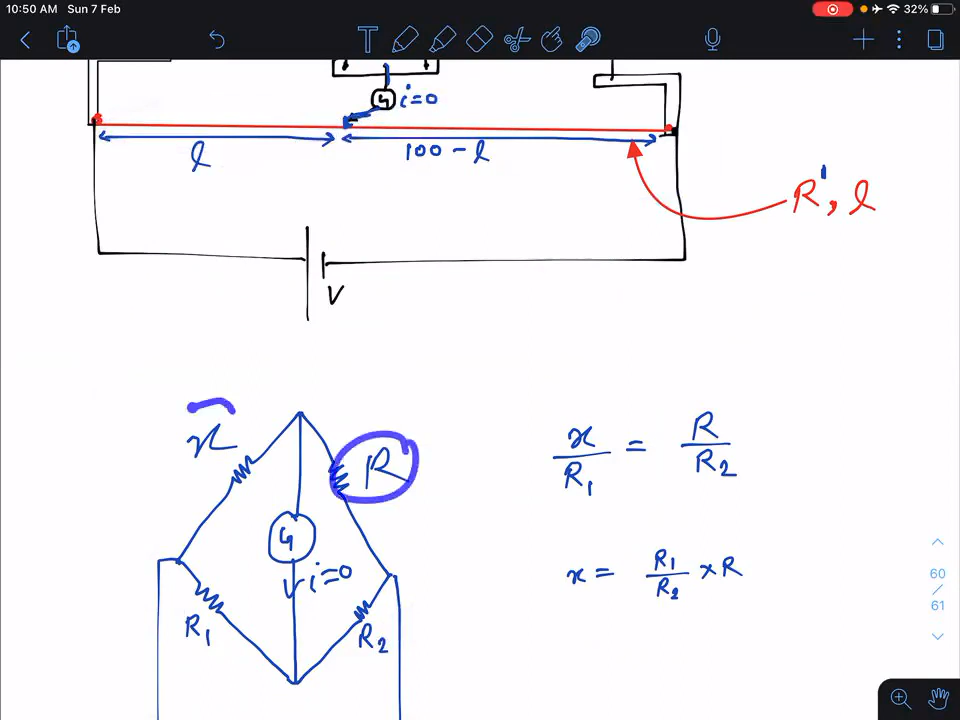 10:50 AM Sun 7 Feb
32%
T
G i=0
l
100 - l
R', l
V
x
R
G
i=0
R1
R2
x/R1 = R/R2
x = R1/R2 × R
60
/
61